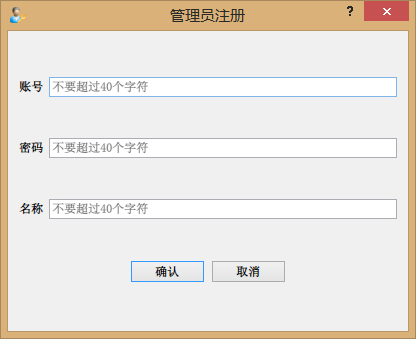 管理员注册
?
账号 不要超过40个字符
密码 不要超过40个字符
名称 不要超过40个字符
确认 取消